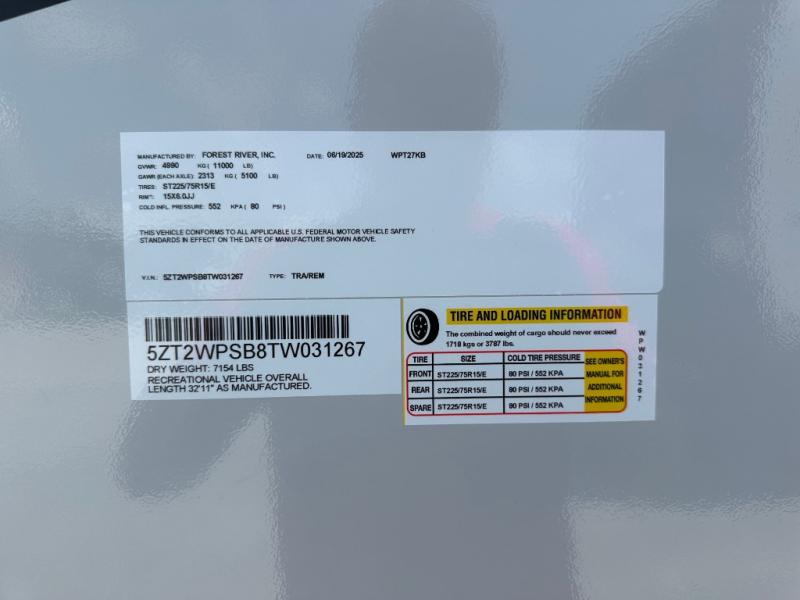 MANUFACTURED BY: FOREST RIVER, INC. DATE: 06/19/2025 WPT27KB
GVWR: 4990 KG ( 11000 LB)
GAWR (EACH AXLE): 2313 KG ( 5100 LB)
TIRES: ST225/75R15/E
RIM": 15X6.0JJ
COLD INFL. PRESSURE: 552 KPA ( 80 PSI )
THIS VEHICLE CONFORMS TO ALL APPLICABLE U.S. FEDERAL MOTOR VEHICLE SAFETY
STANDARDS IN EFFECT ON THE DATE OF MANUFACTURE SHOWN ABOVE.
V.I.N.: 5ZT2WPSB8TW031267 TYPE: TRA/REM
5ZT2WPSB8TW031267
DRY WEIGHT: 7154 LBS
RECREATIONAL VEHICLE OVERALL
LENGTH 32'11" AS MANUFACTURED.
TIRE AND LOADING INFORMATION
The combined weight of cargo should never exceed
1718 kgs or 3787 lbs.
TIRE SIZE COLD TIRE PRESSURE
FRONT ST225/75R15/E 80 PSI / 552 KPA
REAR ST225/75R15/E 80 PSI / 552 KPA
SPARE ST225/75R15/E 80 PSI / 552 KPA
SEE OWNER'S
MANUAL FOR
ADDITIONAL
INFORMATION
WPW031267